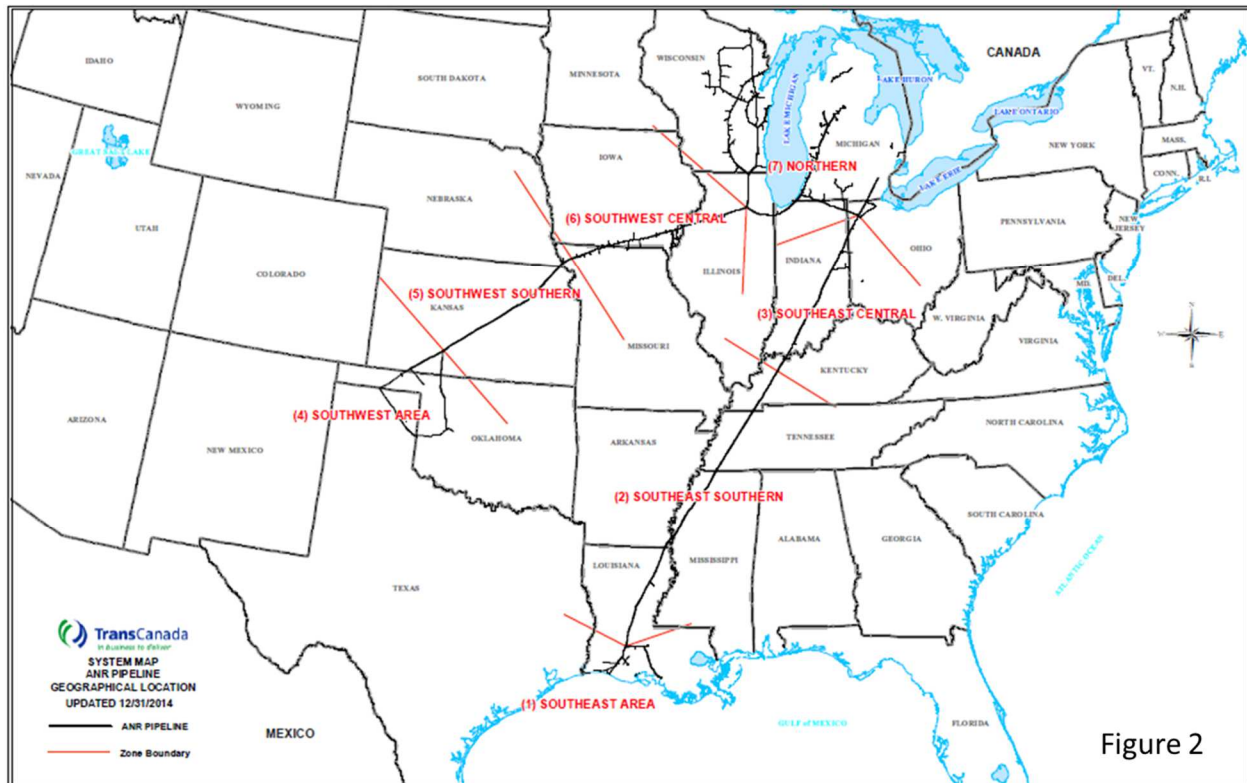 CANADA
IDAHO
WISCONSIN
MINNESOTA
SOUTH DAKOTA
WYOMING
LAKE HURON
LAKE MICHIGAN
VT.
N.H.
LAKE ONTARIO
NEW YORK
MASS.
CONN.
R.I.
MICHIGAN
LAKE ERIE
(7) NORTHERN
GREAT SALT LAKE
NEVADA
IOWA
NEBRASKA
UTAH
(6) SOUTHWEST CENTRAL
PENNSYLVANIA
NEW
JERSEY
OHIO
INDIANA
ILLINOIS
COLORADO
MD.
DEL.
(5) SOUTHWEST SOUTHERN
KANSAS
(3) SOUTHEAST CENTRAL
W. VIRGINIA
VIRGINIA
N
W
E
S
MISSOURI
KENTUCKY
(4) SOUTHWEST AREA
ARIZONA
NEW MEXICO
OKLAHOMA
ARKANSAS
TENNESSEE
NORTH CAROLINA
(2) SOUTHEAST SOUTHERN
SOUTH CAROLINA
LOUISIANA
MISSISSIPPI
ALABAMA
GEORGIA
TEXAS
ATLANTIC OCEAN
TransCanada
In business to deliver
SYSTEM MAP
ANR PIPELINE
GEOGRAPHICAL LOCATION
UPDATED 12/31/2014
ANR PIPELINE
Zone Boundary
MEXICO
(1) SOUTHEAST AREA
GULF of MEXICO
FLORIDA
Figure 2